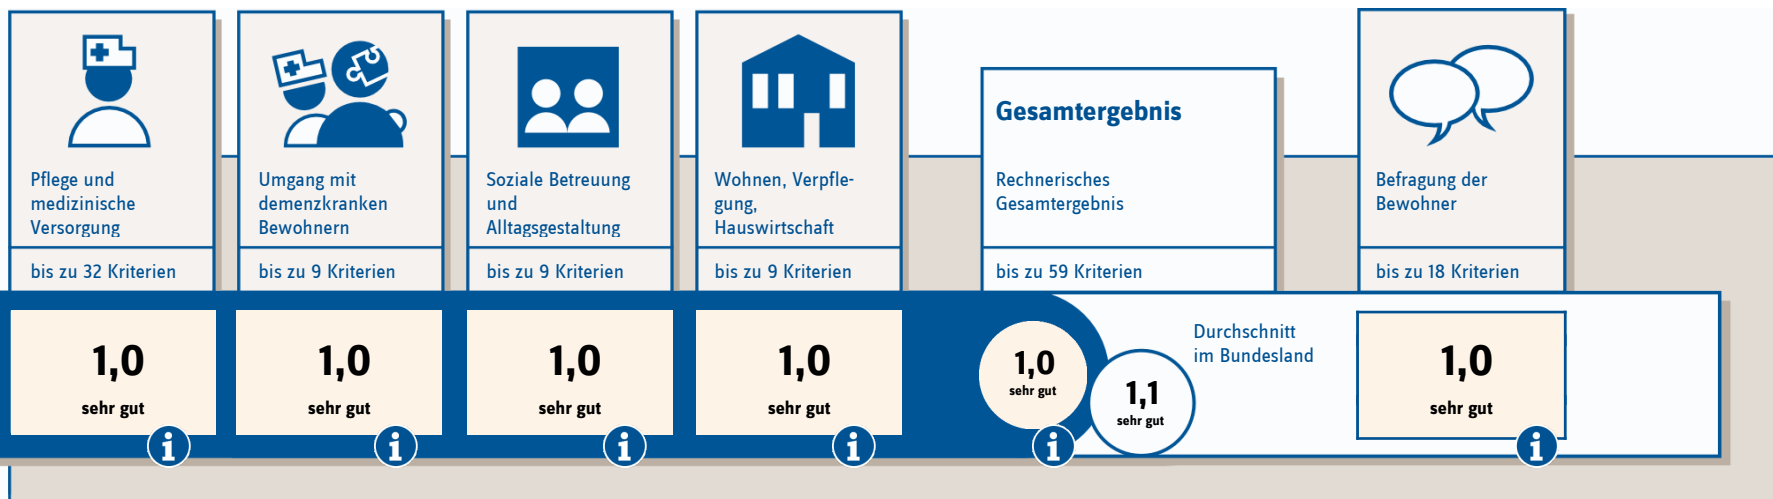 Pflege und
medizinische
Versorgung
bis zu 32 Kriterien
1,0
sehr gut
i
Umgang mit
demenzkranken
Bewohnern
bis zu 9 Kriterien
1,0
sehr gut
i
Soziale Betreuung
und
Alltagsgestaltung
bis zu 9 Kriterien
1,0
sehr gut
i
Wohnen, Verpfle-
gung,
Hauswirtschaft
bis zu 9 Kriterien
1,0
sehr gut
i
Gesamtergebnis
Rechnerisches
Gesamtergebnis
bis zu 59 Kriterien
1,0
sehr gut
i
1,1
sehr gut
Durchschnitt
im Bundesland
Befragung der
Bewohner
bis zu 18 Kriterien
1,0
sehr gut
i